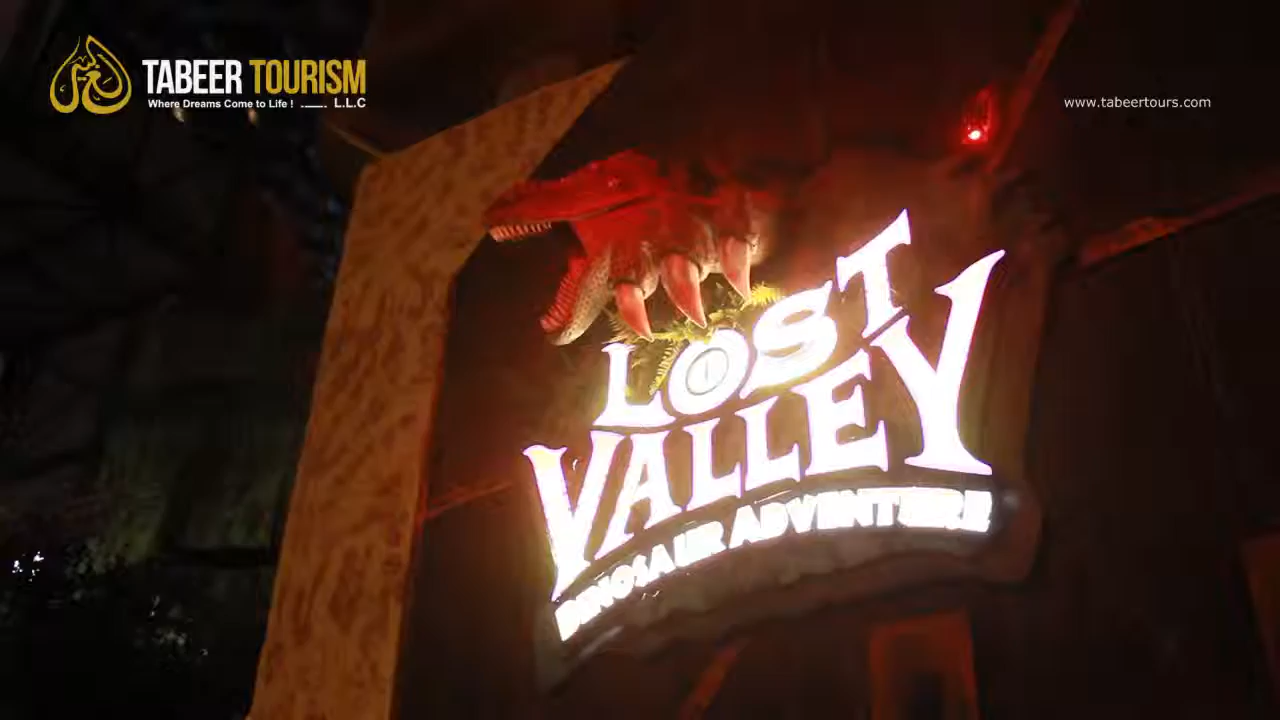 TABEER TOURISM
Where Dreams Come to Life ! L.L.C
www.tabeertours.com
LOST
VALLEY
DINOSAUR ADVENTURE